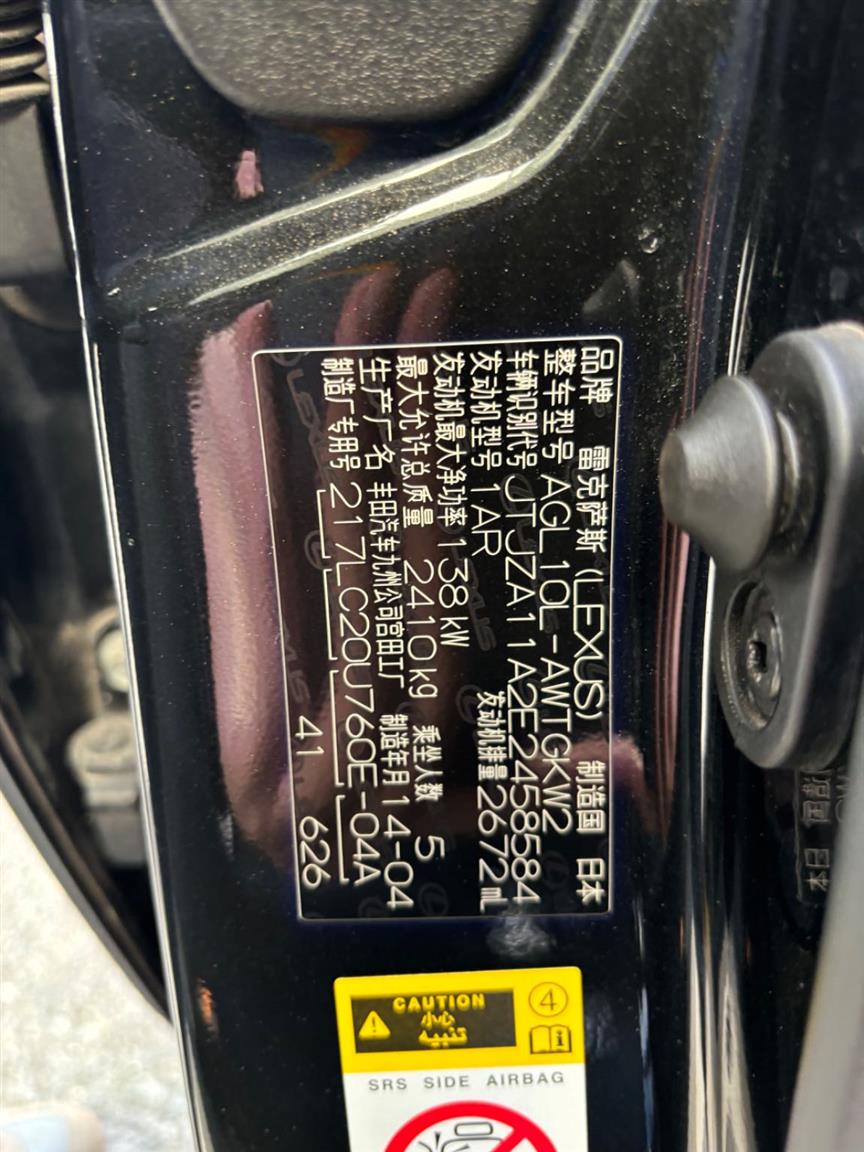 品牌 雷克萨斯 (LEXUS) 制造国 日本
整车型号 AGL10L-AWTGKW2
车辆识别代号 JTJZA11A2E2458584
发动机型号 1AR 发动机排量 2672mL
发动机最大净功率 138kW
最大允许总质量 2410kg 乘坐人数 5
生产厂名 丰田汽车九州公司宫田工厂 制造年月 14-04
制造厂专用号 217LC20U760E-04A
41 626
CAUTION
小心
تنبيه
4
SRS SIDE AIRBAG